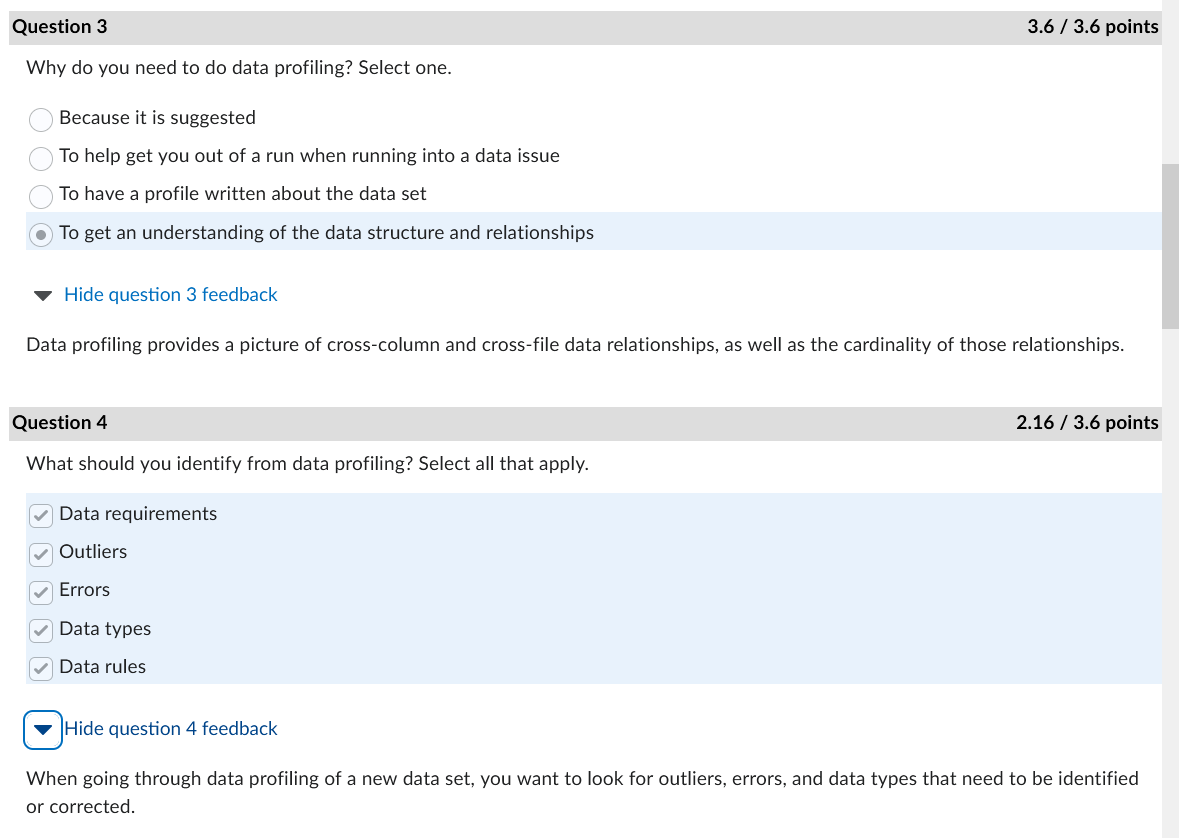 Question 3
3.6 / 3.6 points
Why do you need to do data profiling? Select one.
Because it is suggested
To help get you out of a run when running into a data issue
To have a profile written about the data set
To get an understanding of the data structure and relationships
Hide question 3 feedback
Data profiling provides a picture of cross-column and cross-file data relationships, as well as the cardinality of those relationships.
Question 4
2.16 / 3.6 points
What should you identify from data profiling? Select all that apply.
Data requirements
Outliers
Errors
Data types
Data rules
Hide question 4 feedback
When going through data profiling of a new data set, you want to look for outliers, errors, and data types that need to be identified
or corrected.